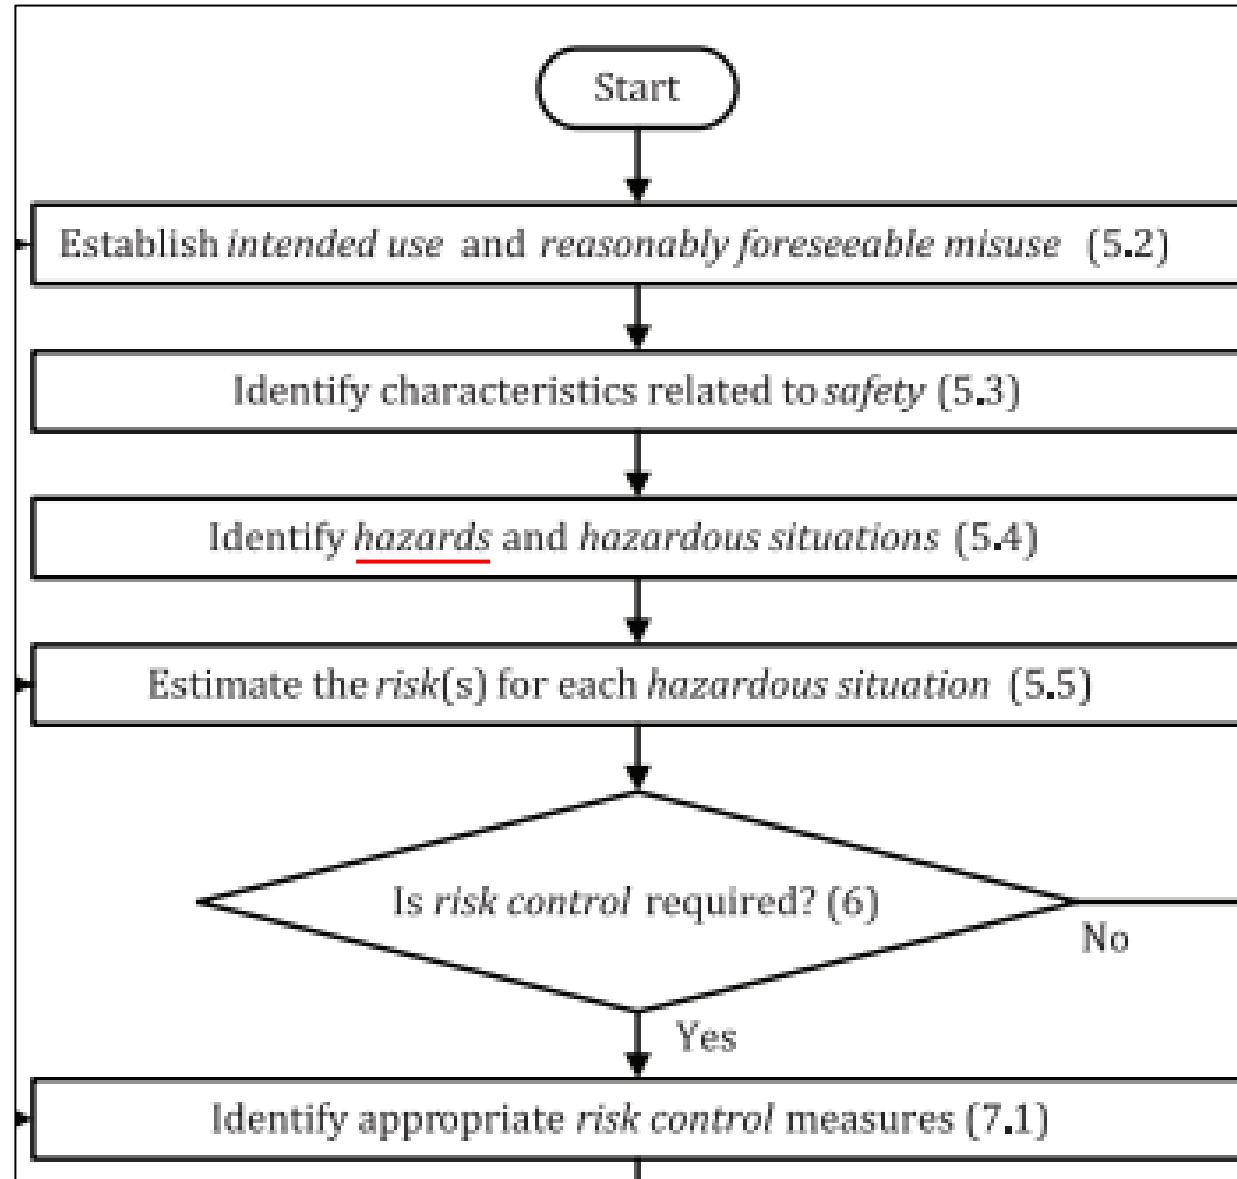 Start
Establish intended use and reasonably foreseeable misuse (5.2)
Identify characteristics related to safety (5.3)
Identify hazards and hazardous situations (5.4)
Estimate the risk(s) for each hazardous situation (5.5)
Is risk control required? (6)
No
Yes
Identify appropriate risk control measures (7.1)